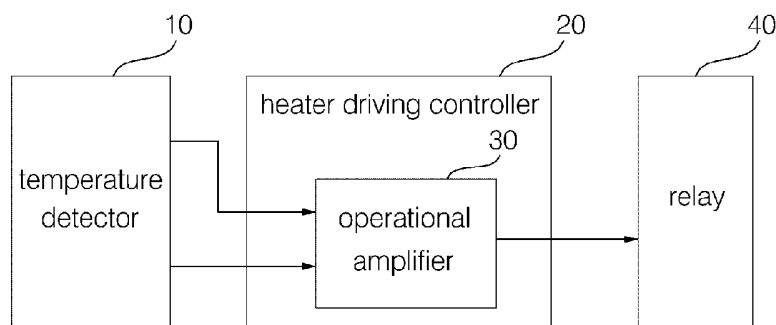 10
20
40
heater driving controller
30
temperature
detector
operational
amplifier
relay